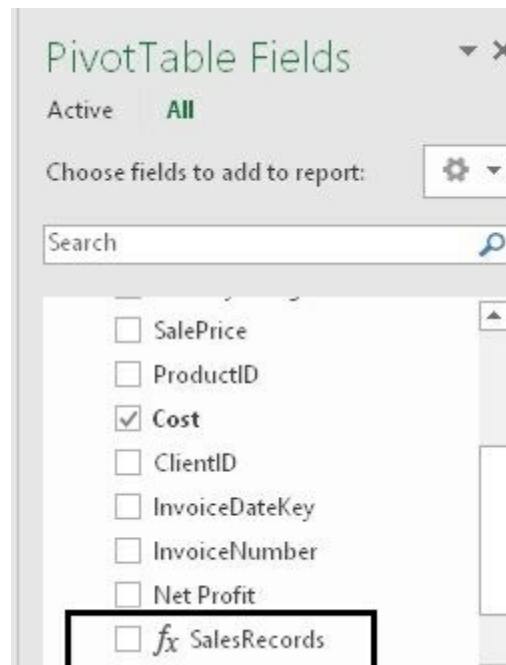 PivotTable Fields
Active All
Choose fields to add to report:
Search
SalePrice
ProductID
Cost
ClientID
InvoiceDateKey
InvoiceNumber
Net Profit
fx SalesRecords